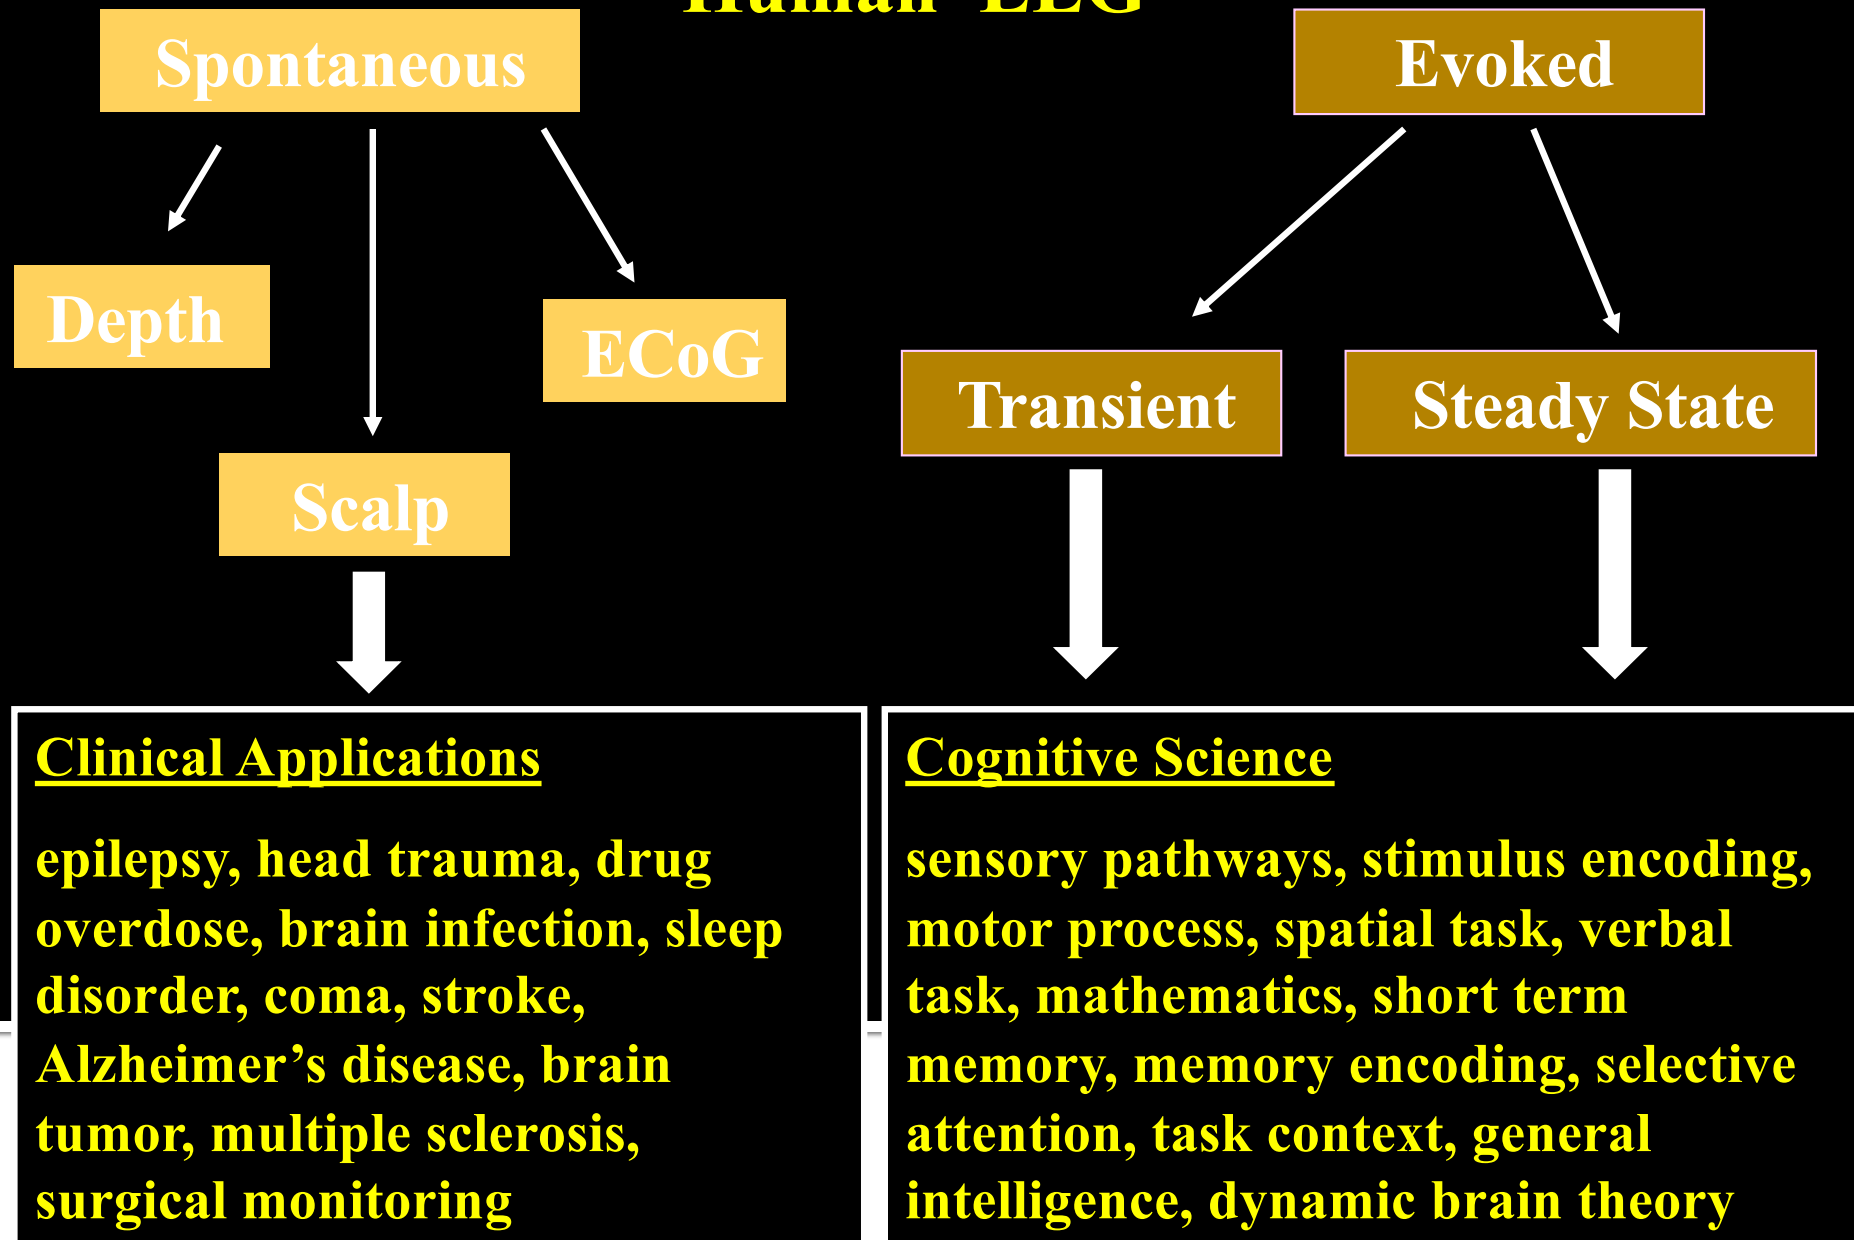 Human EEG
Spontaneous
Evoked
Depth
ECoG
Transient
Steady State
Scalp
Clinical Applications
epilepsy, head trauma, drug
overdose, brain infection, sleep
disorder, coma, stroke,
Alzheimer’s disease, brain
tumor, multiple sclerosis,
surgical monitoring
Cognitive Science
sensory pathways, stimulus encoding,
motor process, spatial task, verbal
task, mathematics, short term
memory, memory encoding, selective
attention, task context, general
intelligence, dynamic brain theory